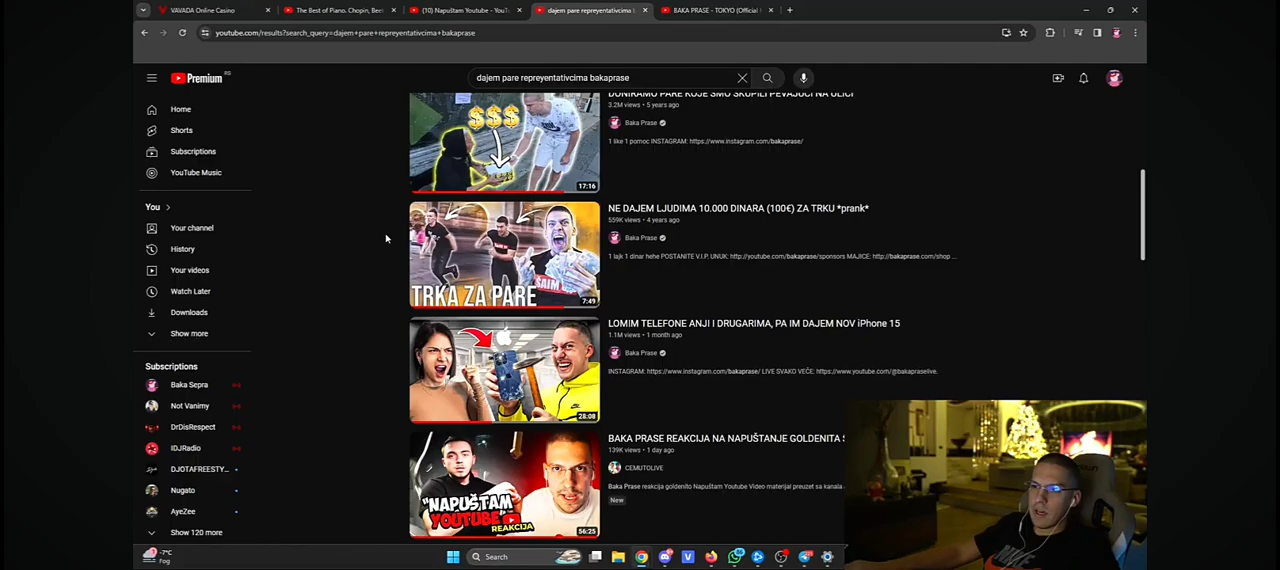 VAVADA Online Casino
The Best of Piano. Chopin, Bee
(10) Napuštam Youtube - YouT
dajem pare repreyentativcima b
BAKA PRASE - TOKYO (Official
youtube.com/results?search_query=dajem+pare+repreyentativcima+bakaprase
Premium RS
dajem pare repreyentativcima bakaprase
Home
Shorts
Subscriptions
YouTube Music
You
Your channel
History
Your videos
Watch Later
Downloads
Show more
Subscriptions
Baka Sepra
Not Vanimy
DrDisRespect
IDJRadio
DJOTAFREESTY...
Nugato
AyeZee
Show 120 more
$$$
17:16
DONIRAMO PARE KOJE SMO SKUPILI PEVAJUĆI NA ULICI
3.2M views • 5 years ago
Baka Prase
1 like 1 pomoc INSTAGRAM: https://www.instagram.com/bakaprase/
TRKA ZA PARE
7:49
NE DAJEM LJUDIMA 10.000 DINARA (100€) ZA TRKU *prank*
559K views • 4 years ago
Baka Prase
1 lajk 1 dinar hehe POSTANITE V.I.P. UNUK: http://youtube.com/bakaprase/sponsors MAJICE: http://bakaprase.com/shop ...
28:08
LOMIM TELEFONE ANJI I DRUGARIMA, PA IM DAJEM NOV iPhone 15
1.1M views • 1 month ago
Baka Prase
INSTAGRAM: https://www.instagram.com/bakaprase/ LIVE SVAKO VEČE: https://www.youtube.com/@bakapraselive.
"NAPUŠTAM
YOUTUBE"
REAKCIJA
56:25
BAKA PRASE REAKCIJA NA NAPUŠTANJE GOLDENITA S
139K views • 1 day ago
CEMUTOLIVE
Baka Prase reakcija goldenito Napuštam Youtube Video materijal preuzet sa kanala
New
-7°C
Fog
Search